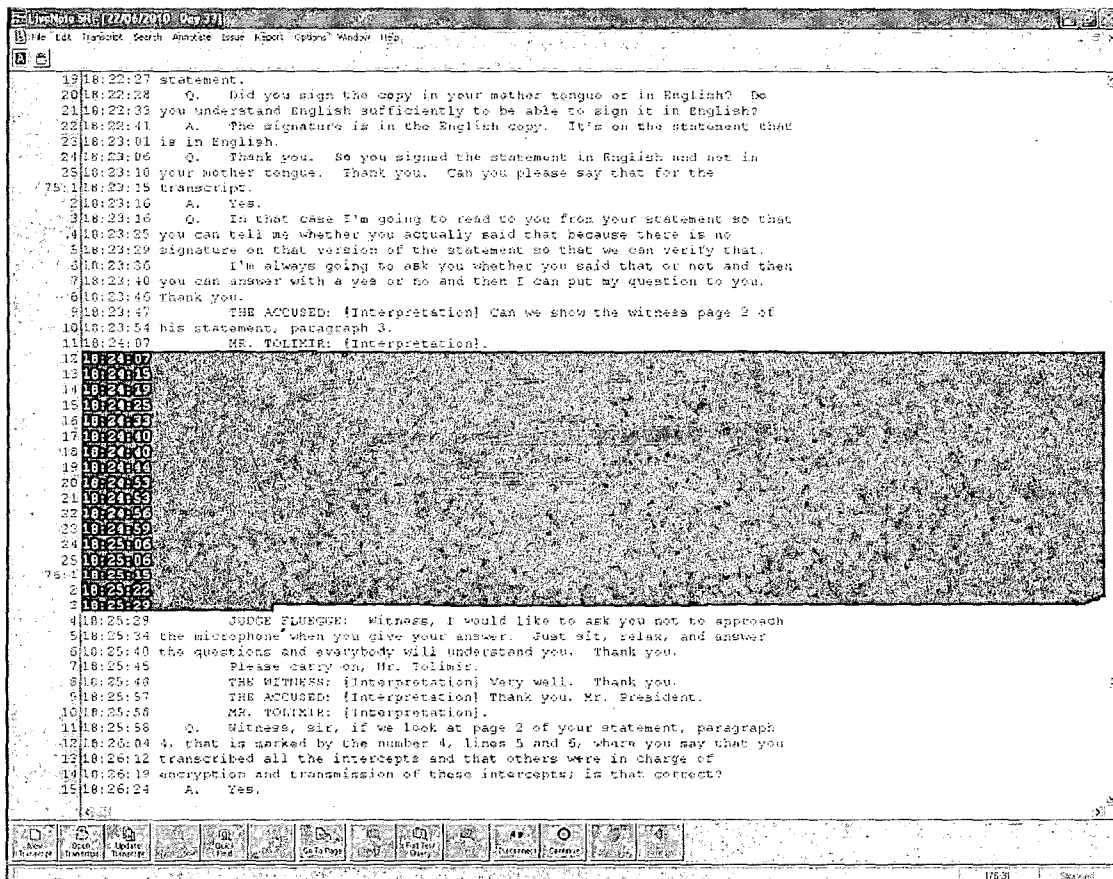 LiveNote SR - [22/06/2010 Day 33]
File Edit Transcript Search Annotate Issue Report Options Window Help
19 18:22:27 statement.
20 18:22:28 Q. Did you sign the copy in your mother tongue or in English? Do
21 18:22:33 you understand English sufficiently to be able to sign it in English?
22 18:22:41 A. The signature is in the English copy. It's on the statement that
23 18:23:01 is in English.
24 18:23:06 Q. Thank you. So you signed the statement in English and not in
25 18:23:10 your mother tongue. Thank you. Can you please say that for the
75:1 18:23:15 transcript.
2 18:23:16 A. Yes.
3 18:23:16 Q. In that case I'm going to read to you from your statement so that
4 18:23:25 you can tell me whether you actually said that because there is no
5 18:23:29 signature on that version of the statement so that we can verify that.
6 18:23:36 I'm always going to ask you whether you said that or not and then
7 18:23:40 you can answer with a yes or no and then I can put my question to you.
8 18:23:46 Thank you.
9 18:23:47 THE ACCUSED: [Interpretation] Can we show the witness page 2 of
10 18:23:54 his statement, paragraph 3.
11 18:24:07 MR. TOLIMIR: [Interpretation].
12 18:24:07
13 18:24:15
14 18:24:19
15 18:24:25
16 18:24:33
17 18:24:40
18 18:24:40
19 18:24:44
20 18:24:53
21 18:24:53
22 18:24:56
23 18:24:59
24 18:25:06
25 18:25:06
76:1 18:25:15
2 18:25:22
3 18:25:29
4 18:25:29 JUDGE FLUEGGE: Witness, I would like to ask you not to approach
5 18:25:34 the microphone when you give your answer. Just sit, relax, and answer
6 18:25:40 the questions and everybody will understand you. Thank you.
7 18:25:45 Please carry on, Mr. Tolimir.
8 18:25:48 THE WITNESS: [Interpretation] Very well. Thank you.
9 18:25:57 THE ACCUSED: [Interpretation] Thank you, Mr. President.
10 18:25:58 MR. TOLIMIR: [Interpretation].
11 18:25:58 Q. Witness, sir, if we look at page 2 of your statement, paragraph
12 18:26:04 4, that is marked by the number 4, lines 5 and 6, where you say that you
13 18:26:12 transcribed all the intercepts and that others were in charge of
14 18:26:19 encryption and transmission of these intercepts; is that correct?
15 18:26:24 A. Yes.
New Transcript Open Transcript Update Transcript Quick Find Go To Page Full Text Query Disconnect Continue